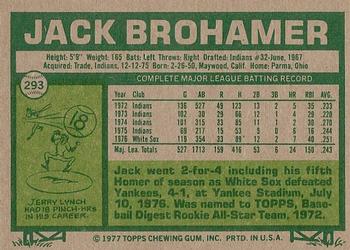 JACK BROHAMER
293
Height: 5'9" Weight: 165 Bats: Left Throws: Right Drafted: Indians #32-June, 1967
Acquired: Trade, Indians, 12-12-75 Born: 2-26-50, Maywood, Calif. Home: Parma, Ohio
COMPLETE MAJOR LEAGUE BATTING RECORD
YR CLUB G AB R H 2B 3B HR RBI AVG
1972 Indians 136 527 49 123 13 2 5 35 .233
1973 Indians 102 300 29 66 12 1 4 29 .220
1974 Indians 101 315 33 85 11 1 2 30 .270
1975 Indians 69 217 15 53 5 0 6 16 .244
1976 White Sox 119 354 33 89 12 2 7 40 .251
Maj. Lea. Totals 527 1713 159 416 53 6 24 150 .243
18
JERRY LYNCH
HAD 18 PINCH-HRS
IN HIS CAREER.
Jack went 2-for-4 including his fifth
Homer of season as White Sox defeated
Yankees, 4-1, at Yankee Stadium, July
10, 1976. Was named to TOPPS, Base-
ball Digest Rookie All-Star Team, 1972.
© 1977 TOPPS CHEWING GUM, INC. PRTD. IN U.S.A.